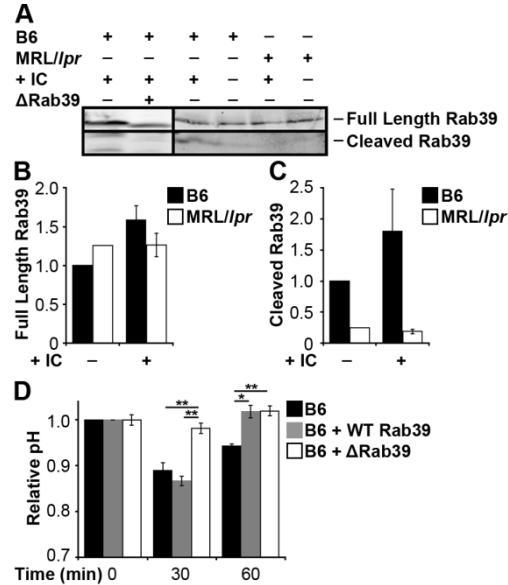 A
B6 + + + + – –
MRL/lpr – – – – + +
+ IC + + + – + –
ΔRab39 – + – – – –
–Full Length Rab39
–Cleaved Rab39
B
Full Length Rab39
2.0
1.5
1.0
0.5
0
B6
MRL/lpr
+ IC – +
C
Cleaved Rab39
2.5
2.0
1.5
1.0
0.5
0
B6
MRL/lpr
+ IC – +
D
Relative pH
1.0
0.9
0.8
0.7
** ** ** *
B6
B6 + WT Rab39
B6 + ΔRab39
Time (min) 0 30 60